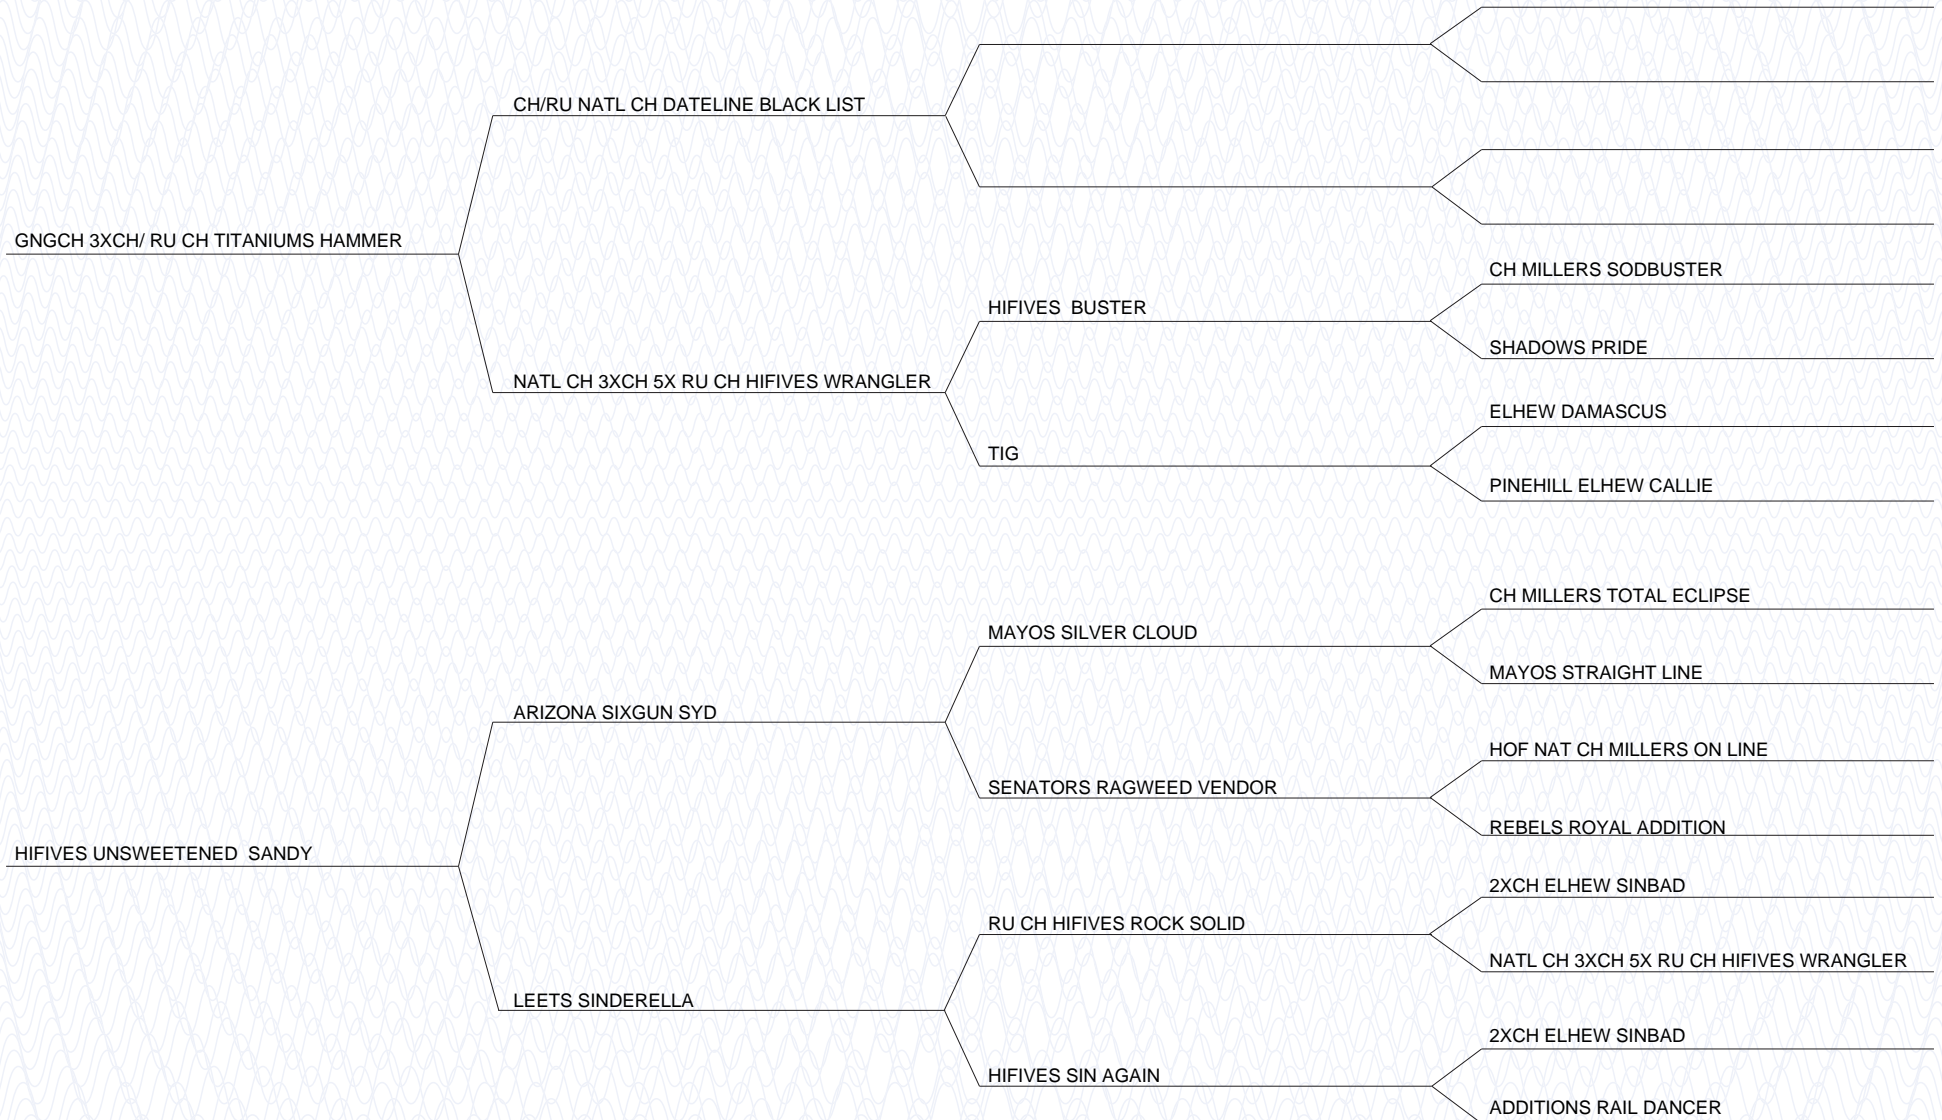 CH/RU NATL CH DATELINE BLACK LIST
GNGCH 3XCH/ RU CH TITANIUMS HAMMER
CH MILLERS SODBUSTER
HIFIVES  BUSTER
SHADOWS PRIDE
NATL CH 3XCH 5X RU CH HIFIVES WRANGLER
ELHEW DAMASCUS
TIG
PINEHILL ELHEW CALLIE
CH MILLERS TOTAL ECLIPSE
MAYOS SILVER CLOUD
MAYOS STRAIGHT LINE
ARIZONA SIXGUN SYD
HOF NAT CH MILLERS ON LINE
SENATORS RAGWEED VENDOR
REBELS ROYAL ADDITION
HIFIVES UNSWEETENED  SANDY
2XCH ELHEW SINBAD
RU CH HIFIVES ROCK SOLID
NATL CH 3XCH 5X RU CH HIFIVES WRANGLER
LEETS SINDERELLA
2XCH ELHEW SINBAD
HIFIVES SIN AGAIN
ADDITIONS RAIL DANCER